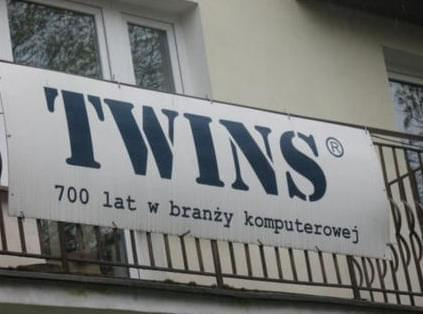 TWINS®
700 lat w branży komputerowej